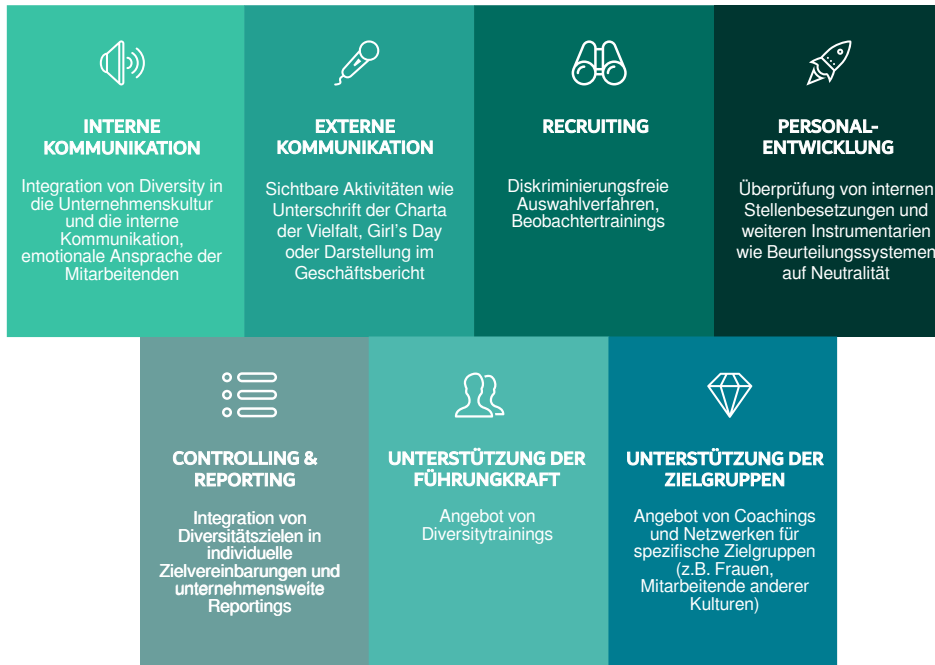 INTERNE
KOMMUNIKATION
Integration von Diversity in
die Unternehmenskultur
und die interne
Kommunikation,
emotionale Ansprache der
Mitarbeitenden
EXTERNE
KOMMUNIKATION
Sichtbare Aktivitäten wie
Unterschrift der Charta
der Vielfalt, Girl's Day
oder Darstellung im
Geschäftsbericht
RECRUITING
Diskriminierungsfreie
Auswahlverfahren,
Beobachtertrainings
PERSONAL-
ENTWICKLUNG
Überprüfung von internen
Stellenbesetzungen und
weiteren Instrumentarien
wie Beurteilungssystemen
auf Neutralität
CONTROLLING &
REPORTING
Integration von
Diversitätszielen in
individuelle
Zielvereinbarungen und
unternehmensweite
Reportings
UNTERSTÜTZUNG DER
FÜHRUNGKRAFT
Angebot von
Diversitytrainings
UNTERSTÜTZUNG DER
ZIELGRUPPEN
Angebot von Coachings
und Netzwerken für
spezifische Zielgruppen
(z.B. Frauen,
Mitarbeitende anderer
Kulturen)